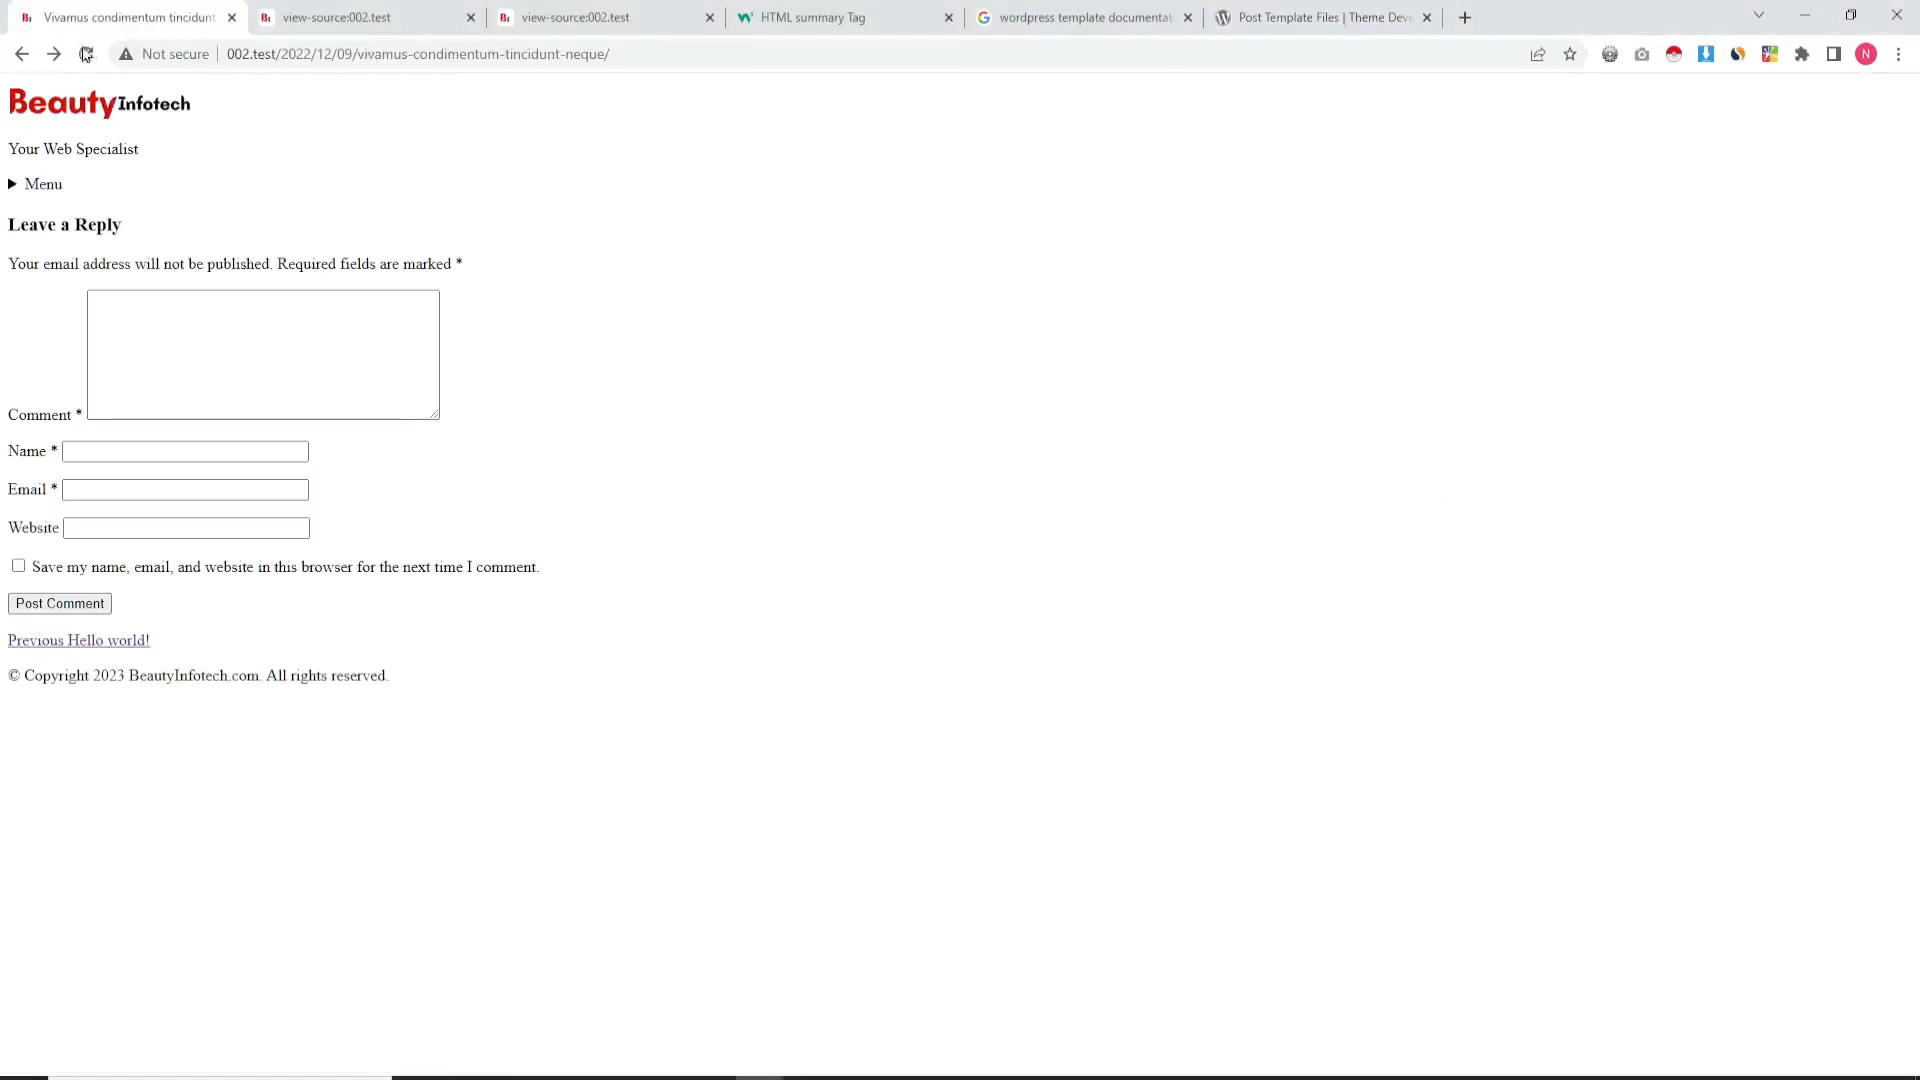 Vivamus condimentum tincidunt
view-source:002.test
view-source:002.test
HTML summary Tag
wordpress template documentat
Post Template Files | Theme Deve
Not secure
002.test/2022/12/09/vivamus-condimentum-tincidunt-neque/
N
BeautyInfotech
Your Web Specialist
Menu
Leave a Reply
Your email address will not be published. Required fields are marked *
Comment *
Name *
Email *
Website
Save my name, email, and website in this browser for the next time I comment.
Post Comment
Previous Hello world!
© Copyright 2023 BeautyInfotech.com. All rights reserved.